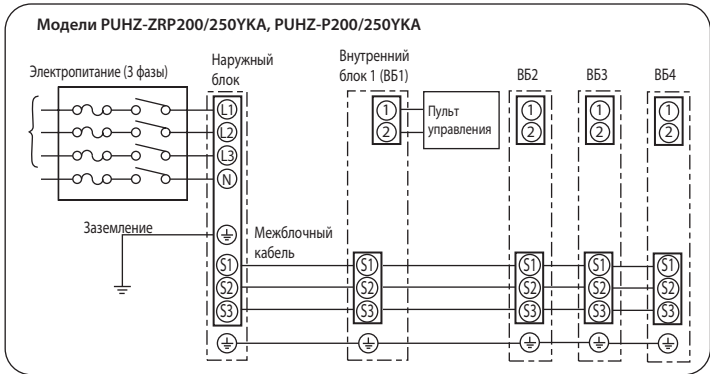 Модели PUHZ-ZRP200/250YKA, PUHZ-P200/250YKA
Электропитание (3 фазы)
Наружный
блок
Внутренний
блок 1 (ВБ1)
ВБ2
ВБ3
ВБ4
L1
L2
L3
N
1
2
Пульт
управления
1
2
1
2
1
2
Заземление
Межблочный
кабель
S1
S2
S3
S1
S2
S3
S1
S2
S3
S1
S2
S3
S1
S2
S3